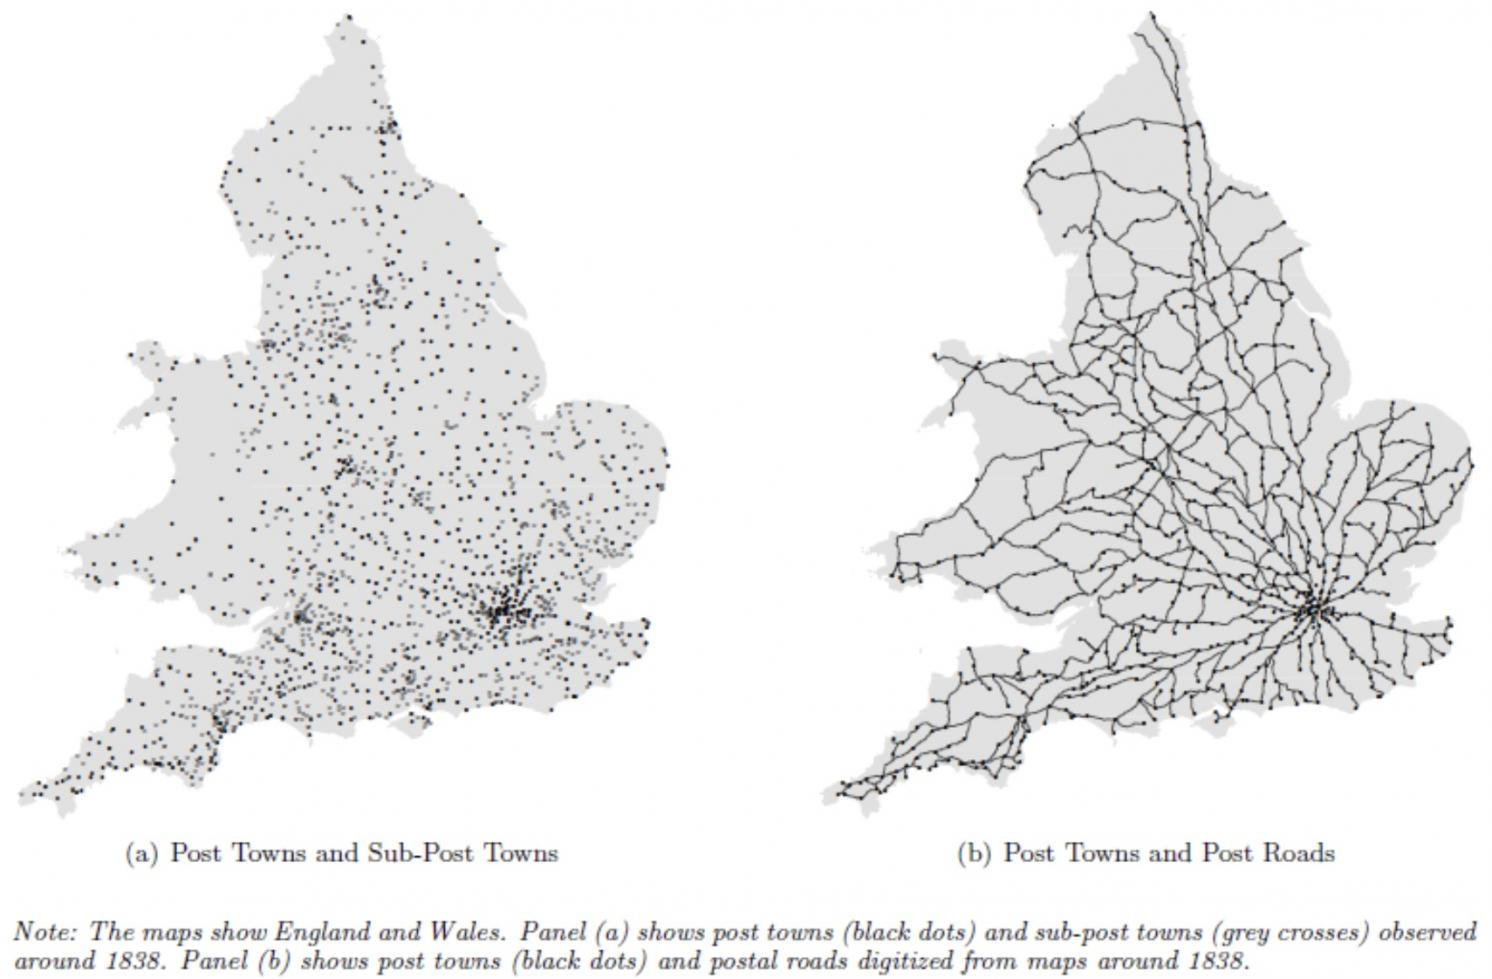 (a) Post Towns and Sub-Post Towns
(b) Post Towns and Post Roads
Note: The maps show England and Wales. Panel (a) shows post towns (black dots) and sub-post towns (grey crosses) observed
around 1838. Panel (b) shows post towns (black dots) and postal roads digitized from maps around 1838.